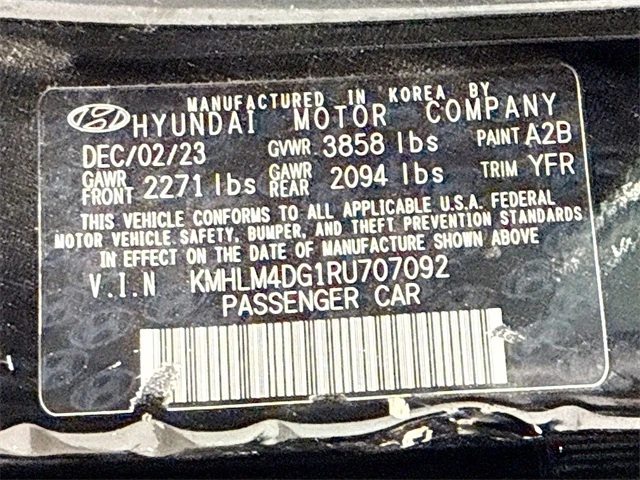 MANUFACTURED IN KOREA BY
HYUNDAI MOTOR COMPANY
DEC/02/23 GVWR 3858 lbs PAINT A2B
GAWR FRONT 2271 lbs GAWR REAR 2094 lbs TRIM YFR
THIS VEHICLE CONFORMS TO ALL APPLICABLE U.S.A. FEDERAL
MOTOR VEHICLE SAFETY, BUMPER, AND THEFT PREVENTION STANDARDS
IN EFFECT ON THE DATE OF MANUFACTURE SHOWN ABOVE
V.I.N KMHLM4DG1RU707092
PASSENGER CAR